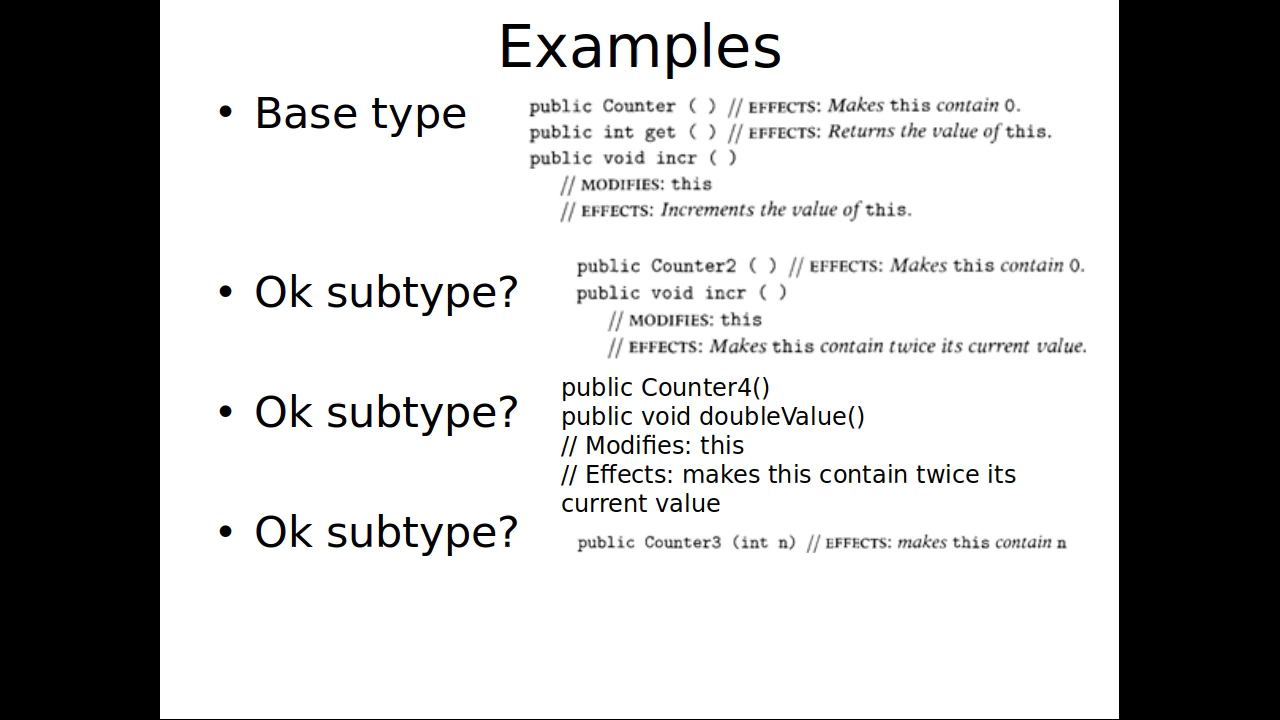 Examples
• Base type
public Counter ( ) // EFFECTS: Makes this contain 0.
public int get ( ) // EFFECTS: Returns the value of this.
public void incr ( )
// MODIFIES: this
// EFFECTS: Increments the value of this.
• Ok subtype?
public Counter2 ( ) // EFFECTS: Makes this contain 0.
public void incr ( )
// MODIFIES: this
// EFFECTS: Makes this contain twice its current value.
• Ok subtype?
public Counter4()
public void doubleValue()
// Modifies: this
// Effects: makes this contain twice its
current value
• Ok subtype?
public Counter3 (int n) // EFFECTS: makes this contain n